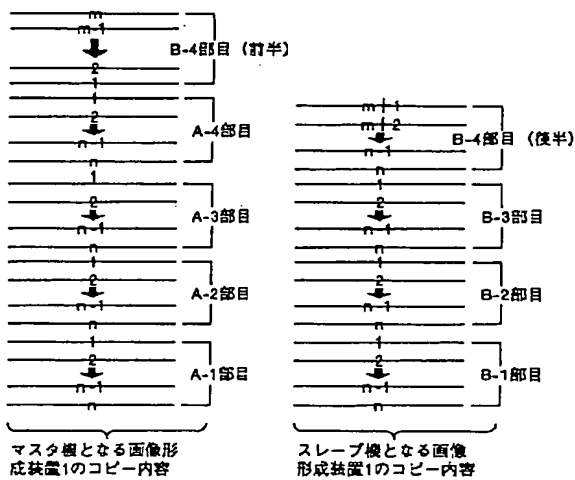 m
m-1
2
1
B-4部目(前半)
1
2
n-1
n
A-4部目
1
2
n-1
n
A-3部目
1
2
n-1
n
A-2部目
1
2
n-1
n
A-1部目
マスタ機となる画像形
成装置1のコピー内容
m+1
m+2
n-1
n
B-4部目(後半)
1
2
n-1
n
B-3部目
1
2
n-1
n
B-2部目
1
2
n-1
n
B-1部目
スレーブ機となる画像
形成装置1のコピー内容